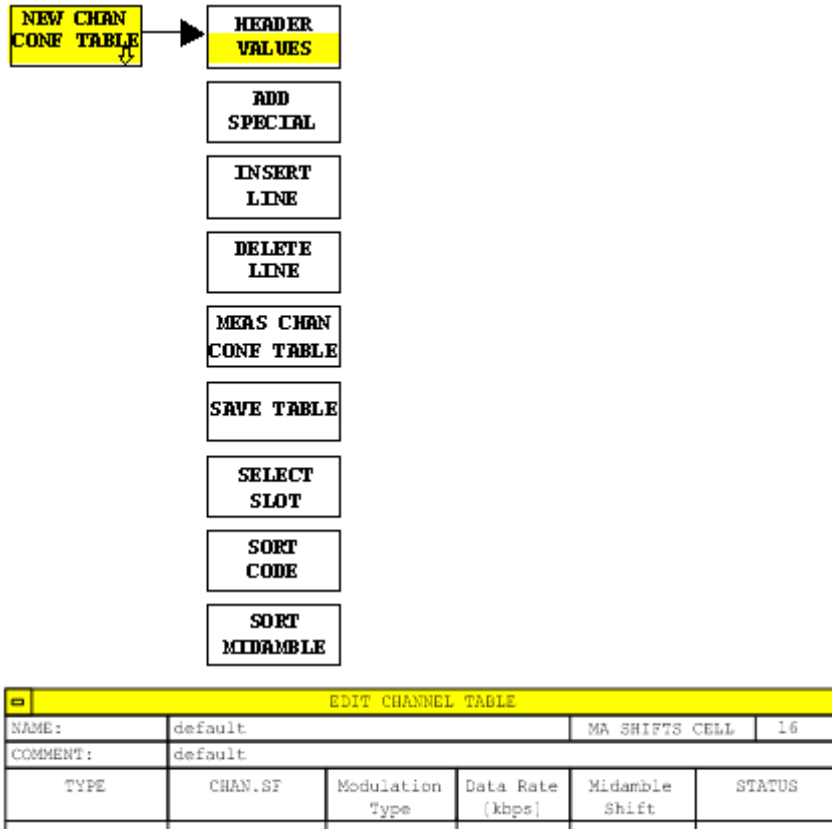 NEW CHAN
CONF TABLE
HEADER
VALUES
ADD
SPECIAL
INSERT
LINE
DELETE
LINE
MEAS CHAN
CONF TABLE
SAVE TABLE
SELECT
SLOT
SORT
CODE
SORT
MIDAMBLE
EDIT CHANNEL TABLE
NAME: default MA SHIFTS CELL 16
COMMENT: default
TYPE CHAN.SF Modulation Data Rate Midamble STATUS
Type [kbps] Shift